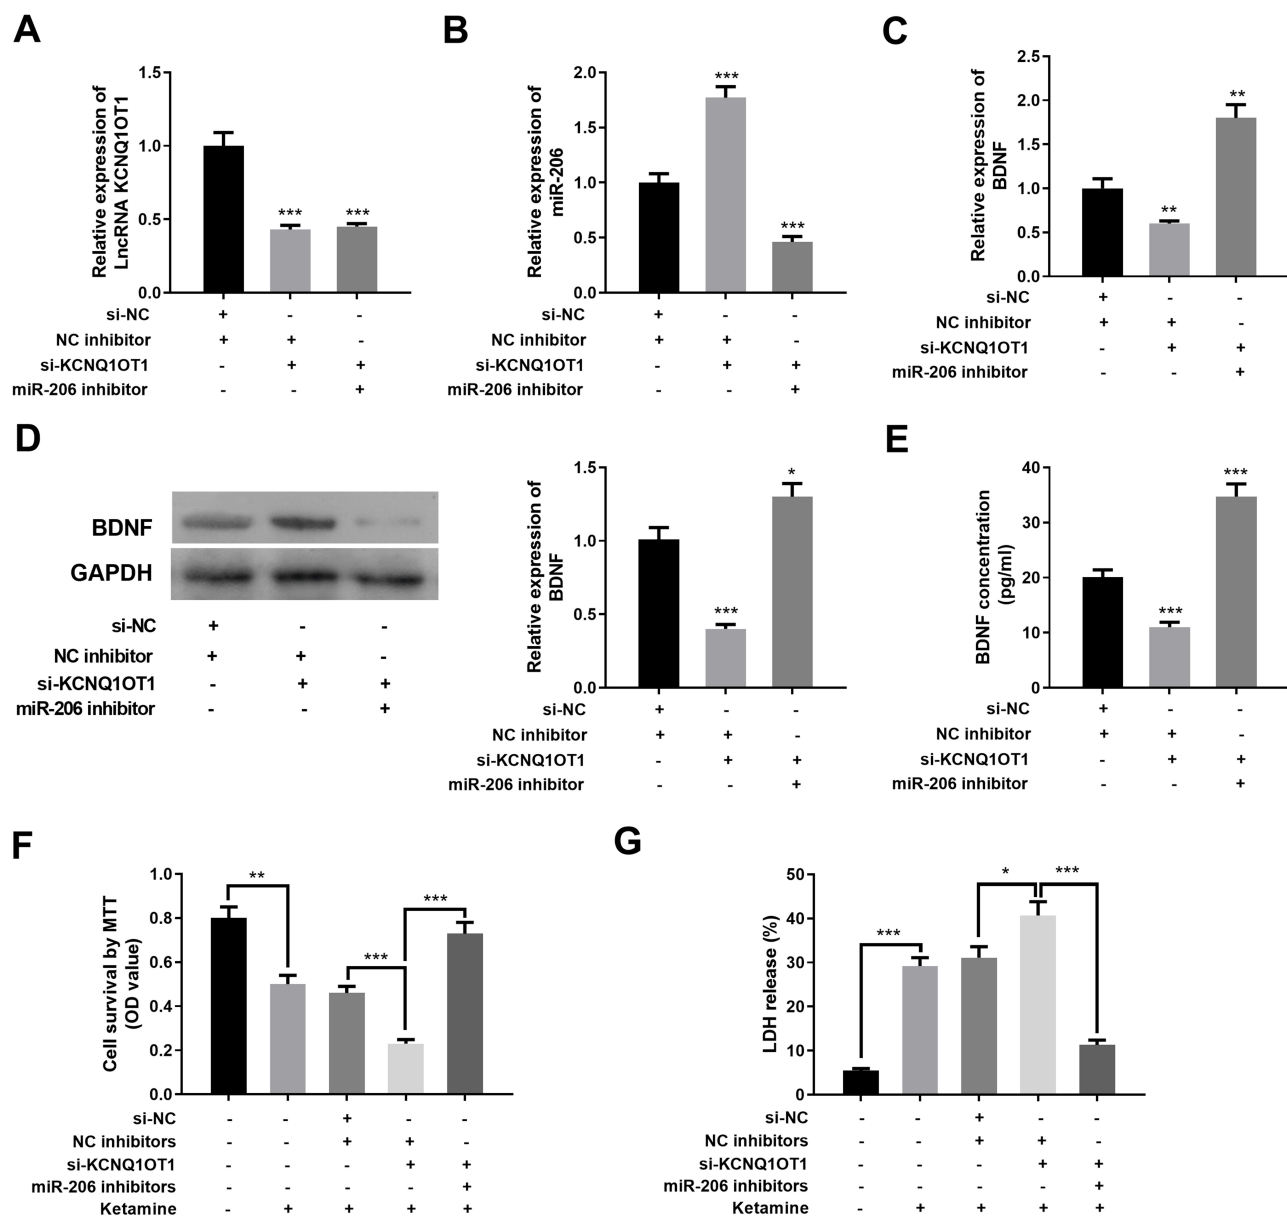 A
Relative expression of
LncRNA KCNQ1OT1
1.5
1.0
0.5
0.0
*** ***
si-NC + - -
NC inhibitor + + -
si-KCNQ1OT1 - + +
miR-206 inhibitor - - +
B
Relative expression of
miR-206
2.0
1.5
1.0
0.5
0.0
***
***
si-NC + - -
NC inhibitor + + -
si-KCNQ1OT1 - + +
miR-206 inhibitor - - +
C
Relative expression of
BDNF
2.5
2.0
1.5
1.0
0.5
0.0
**
**
si-NC + - -
NC inhibitor + + -
si-KCNQ1OT1 - + +
miR-206 inhibitor - - +
D
BDNF
GAPDH
si-NC + - -
NC inhibitor + + -
si-KCNQ1OT1 - + +
miR-206 inhibitor - - +
Relative expression of
BDNF
1.5
1.0
0.5
0.0
*
***
si-NC + - -
NC inhibitor + + -
si-KCNQ1OT1 - + +
miR-206 inhibitor - - +
E
BDNF concentration
(pg/ml)
40
30
20
10
0
***
***
si-NC + - -
NC inhibitor + + -
si-KCNQ1OT1 - + +
miR-206 inhibitor - - +
F
Cell survival by MTT
(OD value)
1.0
0.8
0.6
0.4
0.2
0.0
**
***
***
si-NC - - + - -
NC inhibitors - - + + -
si-KCNQ1OT1 - - - + +
miR-206 inhibitors - - - - +
Ketamine - + + + +
G
LDH release (%)
50
40
30
20
10
0
* ***
***
si-NC - - + - -
NC inhibitors - - + + -
si-KCNQ1OT1 - - - + +
miR-206 inhibitors - - - - +
Ketamine - + + + +